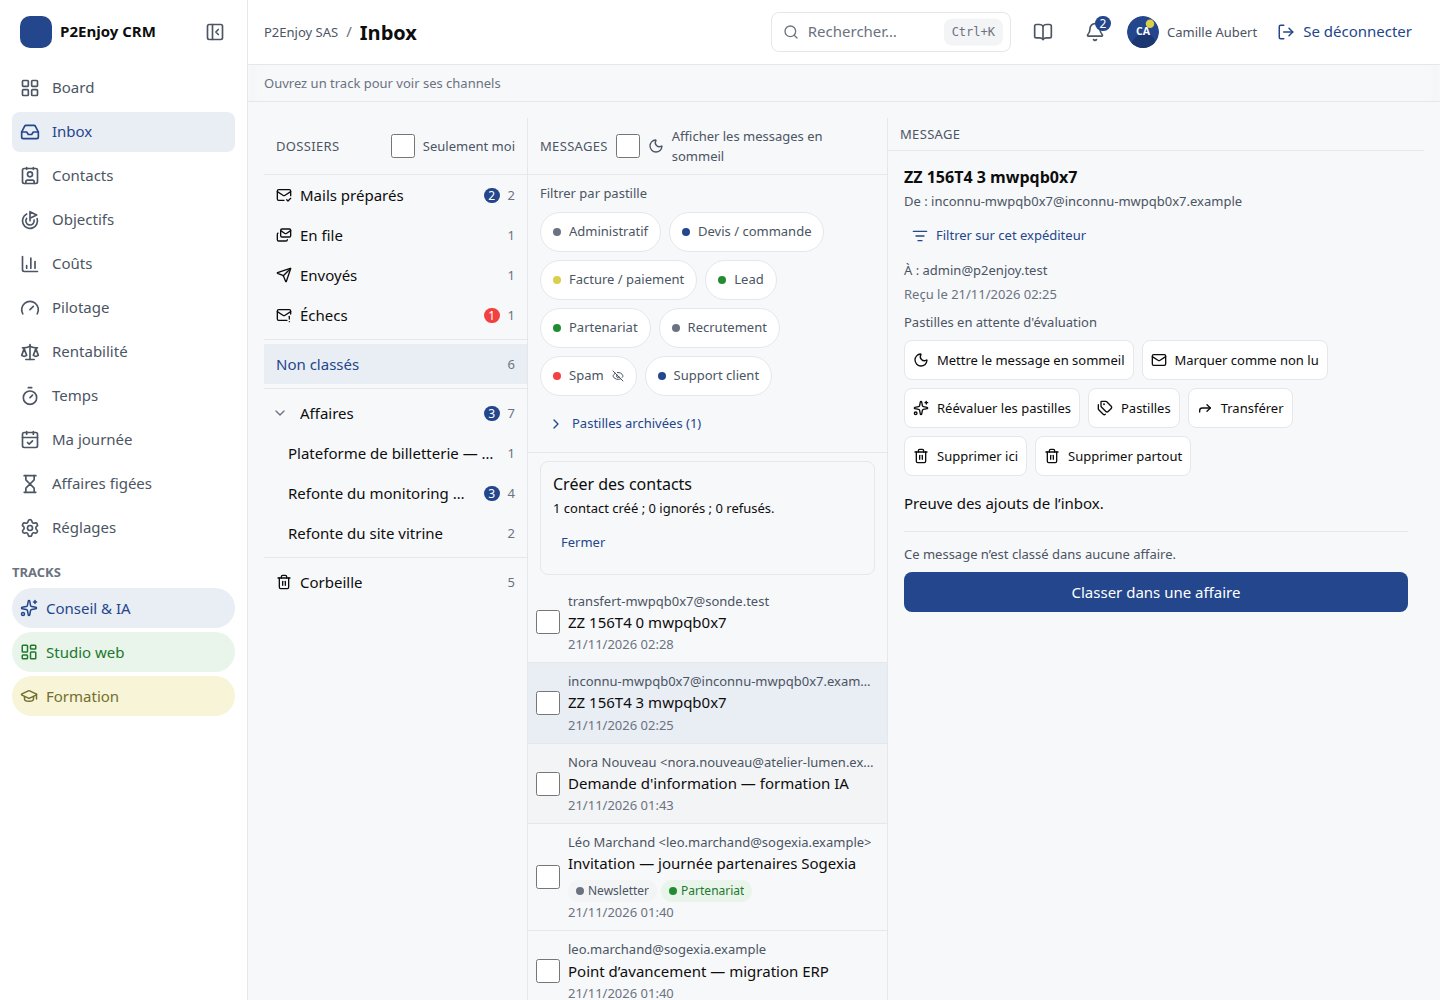 P2Enjoy CRM
Board
Inbox
Contacts
Objectifs
Coûts
Pilotage
Rentabilité
Temps
Ma journée
Affaires figées
Réglages
TRACKS
Conseil & IA
Studio web
Formation
P2Enjoy SAS / Inbox
Rechercher... Ctrl+K
2
CA Camille Aubert
Se déconnecter
Ouvrez un track pour voir ses channels
DOSSIERS Seulement moi
Mails préparés 2 2
En file 1
Envoyés 1
Échecs 1 1
Non classés 6
Affaires 3 7
Plateforme de billetterie — ... 1
Refonte du monitoring ... 3 4
Refonte du site vitrine 2
Corbeille 5
MESSAGES Afficher les messages en
sommeil
Filtrer par pastille
Administratif Devis / commande
Facture / paiement Lead
Partenariat Recrutement
Spam Support client
Pastilles archivées (1)
Créer des contacts
1 contact créé ; 0 ignorés ; 0 refusés.
Fermer
transfert-mwpqb0x7@sonde.test
ZZ 156T4 0 mwpqb0x7
21/11/2026 02:28
inconnu-mwpqb0x7@inconnu-mwpqb0x7.exam...
ZZ 156T4 3 mwpqb0x7
21/11/2026 02:25
Nora Nouveau <nora.nouveau@atelier-lumen.ex...
Demande d'information — formation IA
21/11/2026 01:43
Léo Marchand <leo.marchand@sogexia.example>
Invitation — journée partenaires Sogexia
Newsletter Partenariat
21/11/2026 01:40
leo.marchand@sogexia.example
Point d’avancement — migration ERP
21/11/2026 01:40
MESSAGE
ZZ 156T4 3 mwpqb0x7
De : inconnu-mwpqb0x7@inconnu-mwpqb0x7.example
Filtrer sur cet expéditeur
À : admin@p2enjoy.test
Reçu le 21/11/2026 02:25
Pastilles en attente d'évaluation
Mettre le message en sommeil Marquer comme non lu
Réévaluer les pastilles Pastilles Transférer
Supprimer ici Supprimer partout
Preuve des ajouts de l’inbox.
Ce message n’est classé dans aucune affaire.
Classer dans une affaire